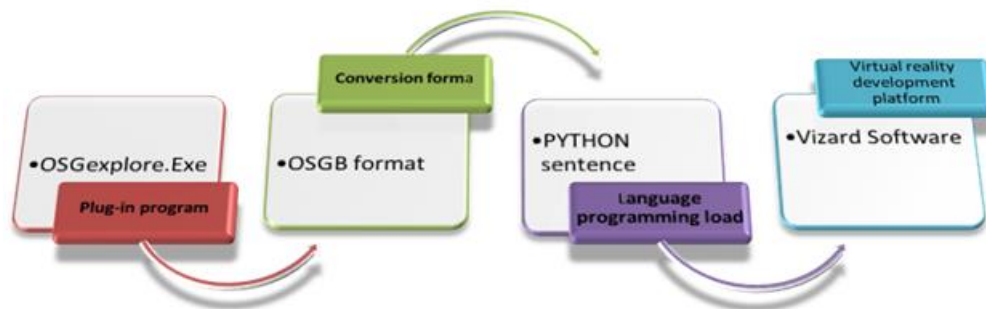 •OSGexplore.Exe
Plug-in program
Conversion forma
•OSGB format
•PYTHON
sentence
Language
programming load
Virtual reality
development
platform
•Vizard Software